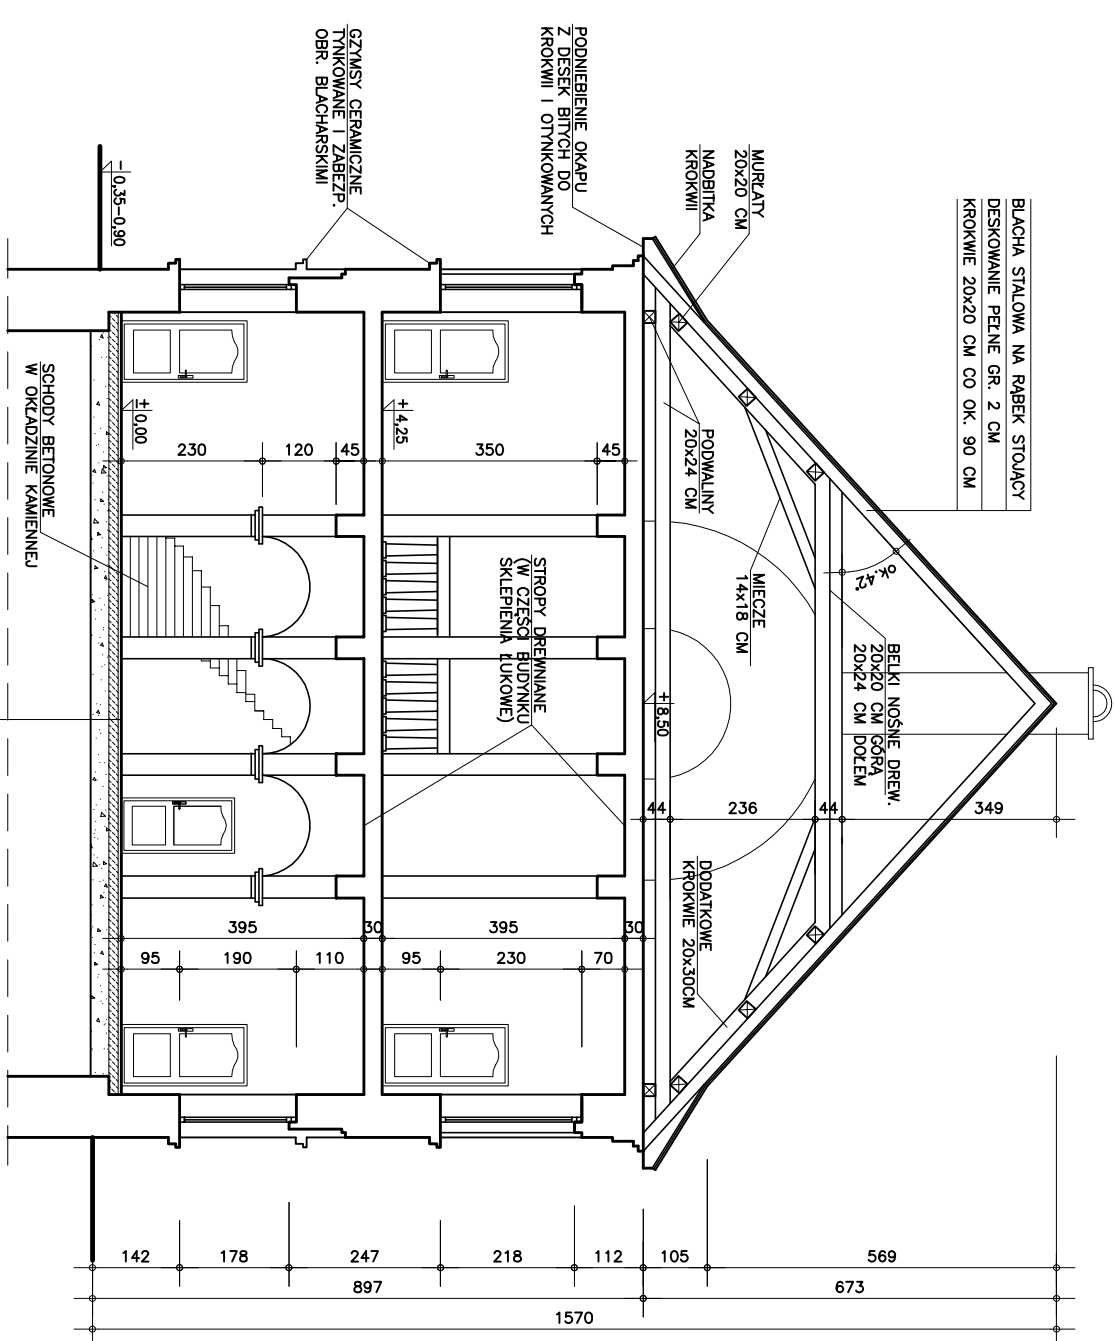 BLACHA STALOWA NA RĄBEK STOJĄCY
DESKOWANIE PEŁNE GR. 2 CM
KROKWIE 20x20 CM CO OK. 90 CM
MURŁATY
20x20 CM
NADBITKA
KROKWII
PODNIEBIENIE OKAPU
Z DESEK BITYCH DO
KROKWII I OTYNKOWANYCH
GZYMSY CERAMICZNE
TYNKOWANE I ZABEZP.
OBR. BLACHARSKIMI
-0,35-0,90
ok.42°
BELKI NOŚNE DREW.
20x20 CM GÓRĄ
20x24 CM DOŁEM
MIECZE
14x18 CM
PODWALINY
20x24 CM
+8,50
DODATKOWE
KROKWIE 20x30CM
STROPY DREWNIANE
(W CZĘŚCI BUDYNKU
SKLEPIENIA ŁUKOWE)
+4,25
±0,00
SCHODY BETONOWE
W OKŁADZINIE KAMIENNEJ
230
120
45
350
45
44
236
44
349
395
30
395
30
95
190
110
95
230
70
142
178
247
218
112
105
569
897
673
1570